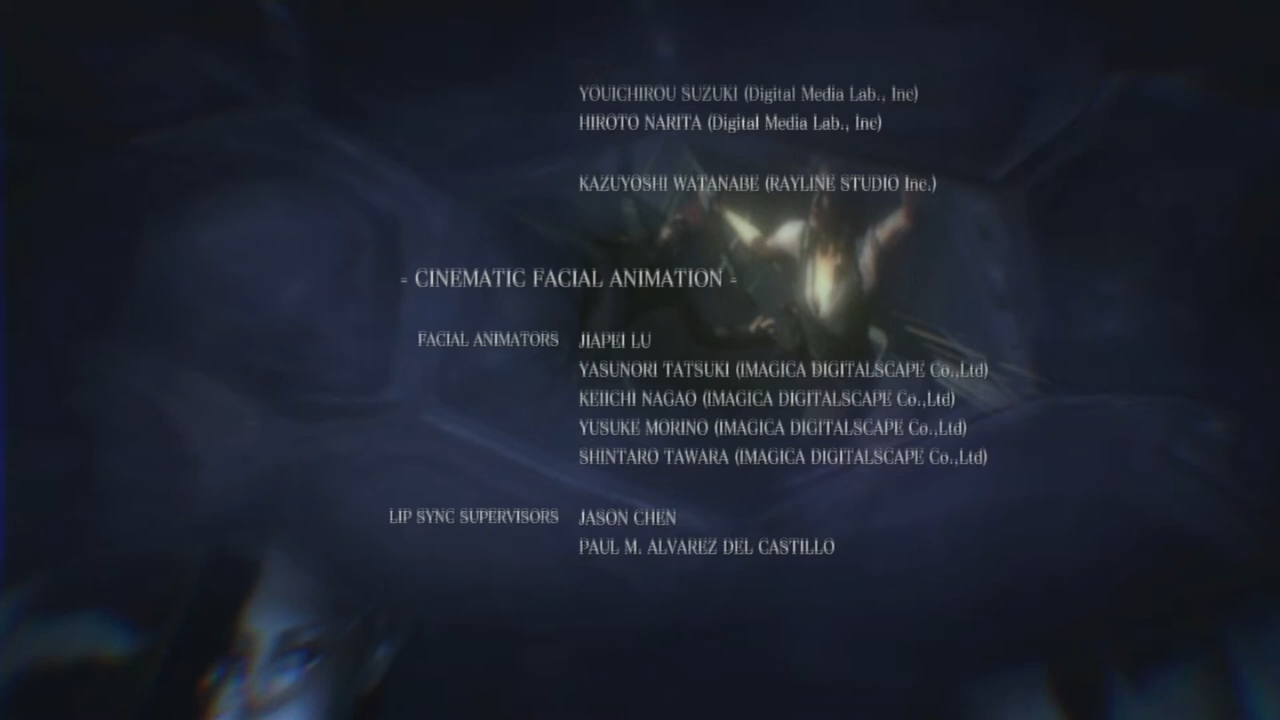 YOUICHIROU SUZUKI (Digital Media Lab., Inc)
HIROTO NARITA (Digital Media Lab., Inc)
KAZUYOSHI WATANABE (RAYLINE STUDIO Inc.)
- CINEMATIC FACIAL ANIMATION -
FACIAL ANIMATORS JIAPEI LU
YASUNORI TATSUKI (IMAGICA DIGITALSCAPE Co.,Ltd)
KEIICHI NAGAO (IMAGICA DIGITALSCAPE Co.,Ltd)
YUSUKE MORINO (IMAGICA DIGITALSCAPE Co.,Ltd)
SHINTARO TAWARA (IMAGICA DIGITALSCAPE Co.,Ltd)
LIP SYNC SUPERVISORS JASON CHEN
PAUL M. ALVAREZ DEL CASTILLO